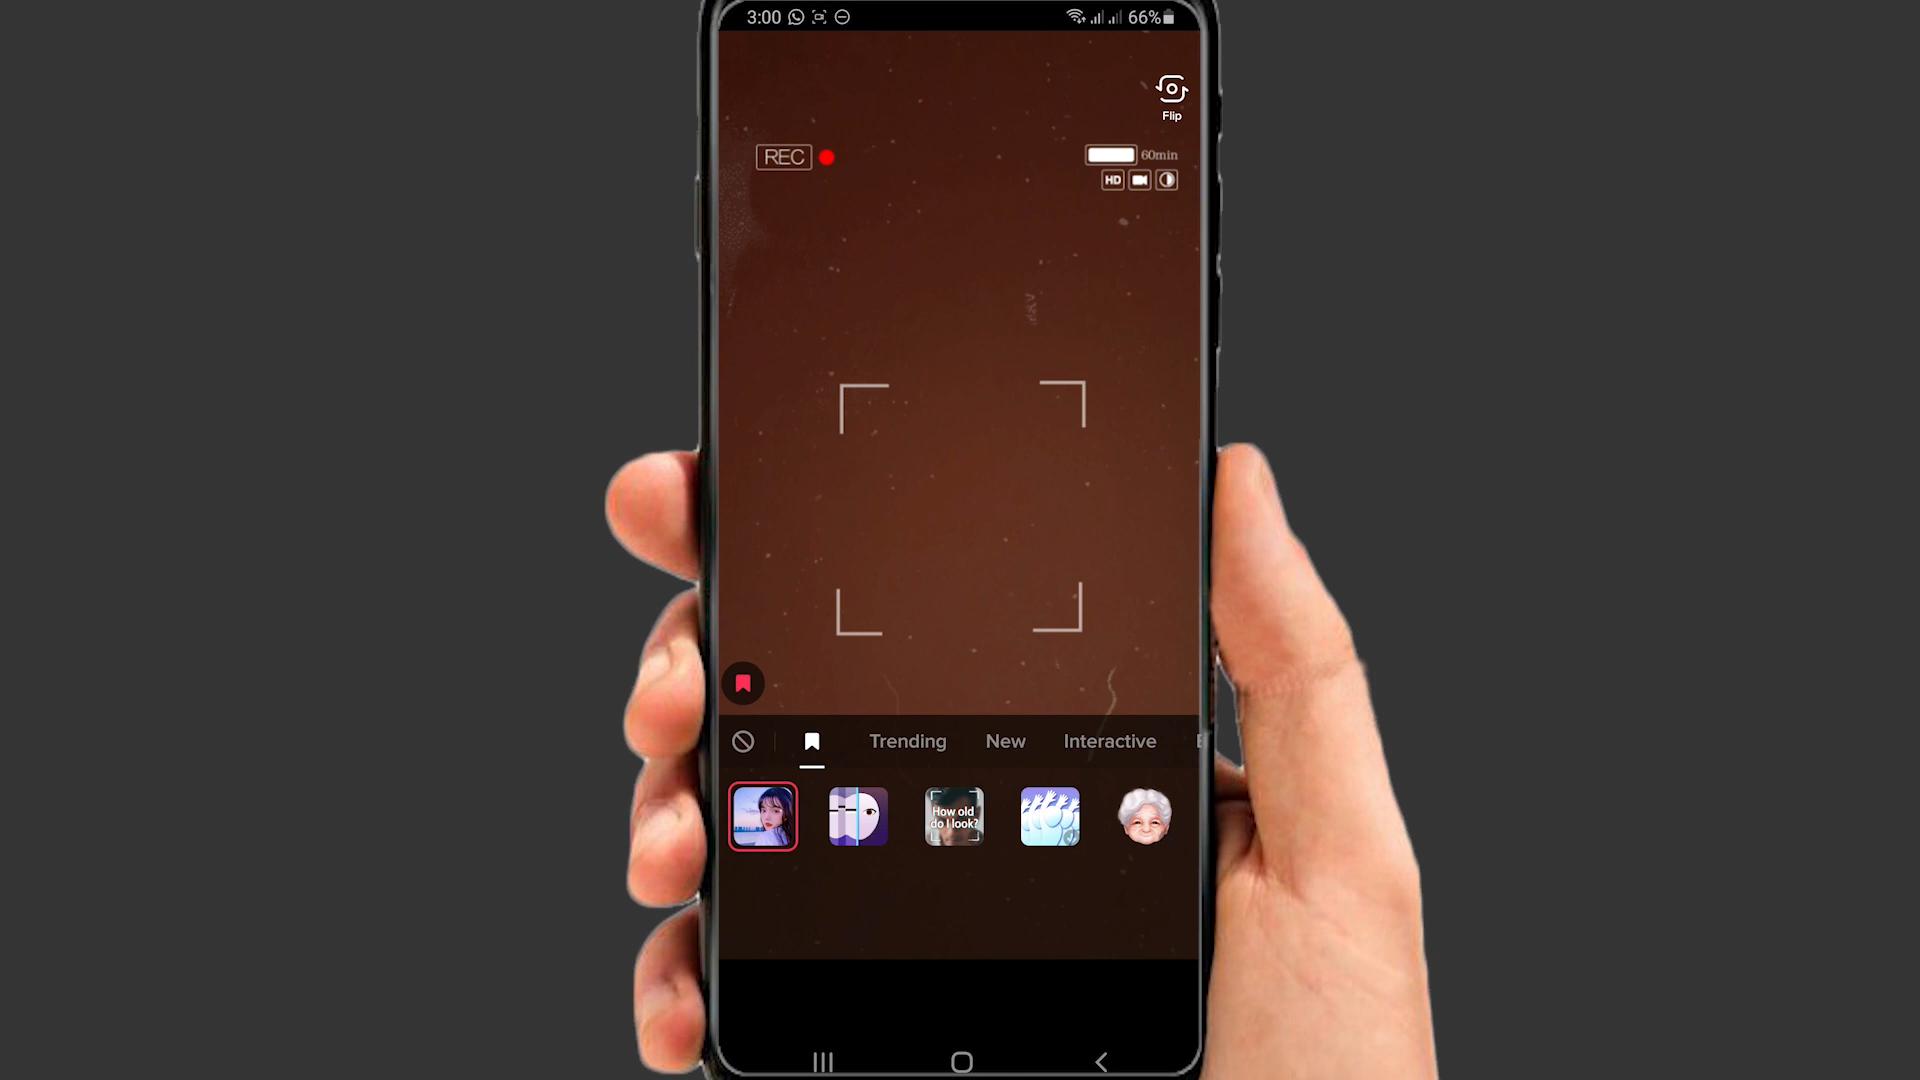 3:00
66%
Flip
REC
60min
HD
Trending New Interactive
How old
do I look?